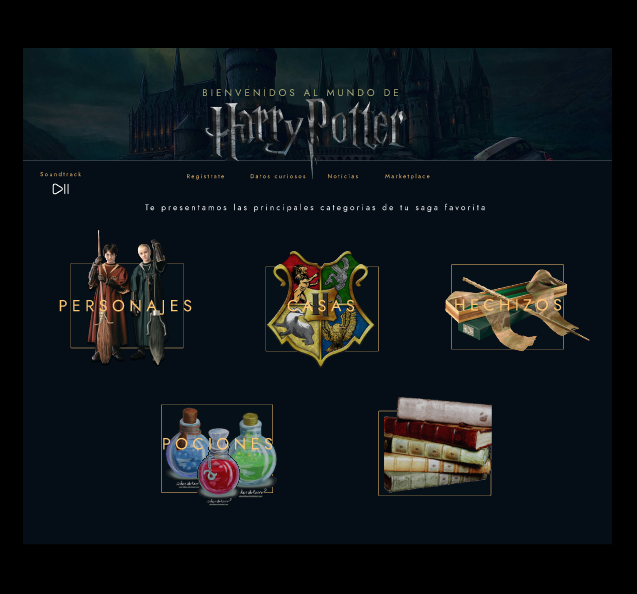 BIENVENIDOS AL MUNDO DE
Harry Potter
Soundtrack
Registrate
Datos curiosos
Noticias
Marketplace
Te presentamos las principales categorias de tu saga favorita
PERSONAJES
CASAS
HECHIZOS
POCIONES